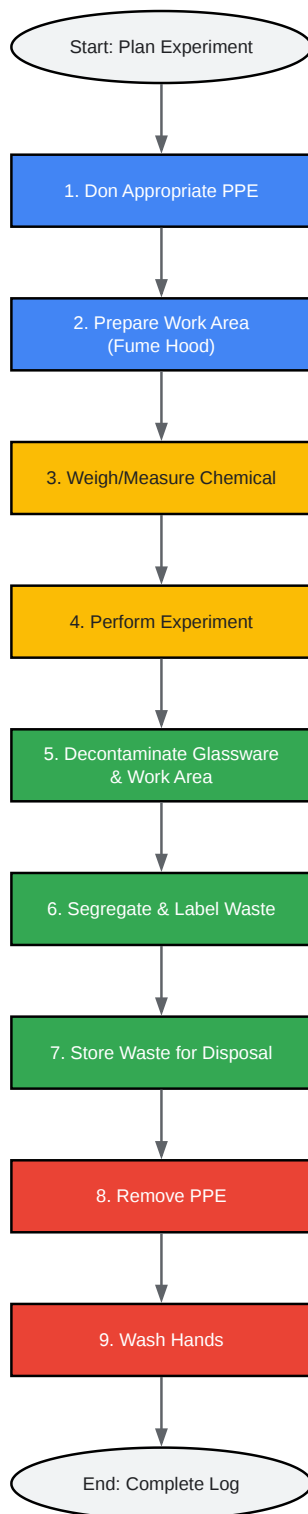 Start: Plan Experiment
1. Don Appropriate PPE
2. Prepare Work Area
(Fume Hood)
3. Weigh/Measure Chemical
4. Perform Experiment
5. Decontaminate Glassware
& Work Area
6. Segregate & Label Waste
7. Store Waste for Disposal
8. Remove PPE
9. Wash Hands
End: Complete Log